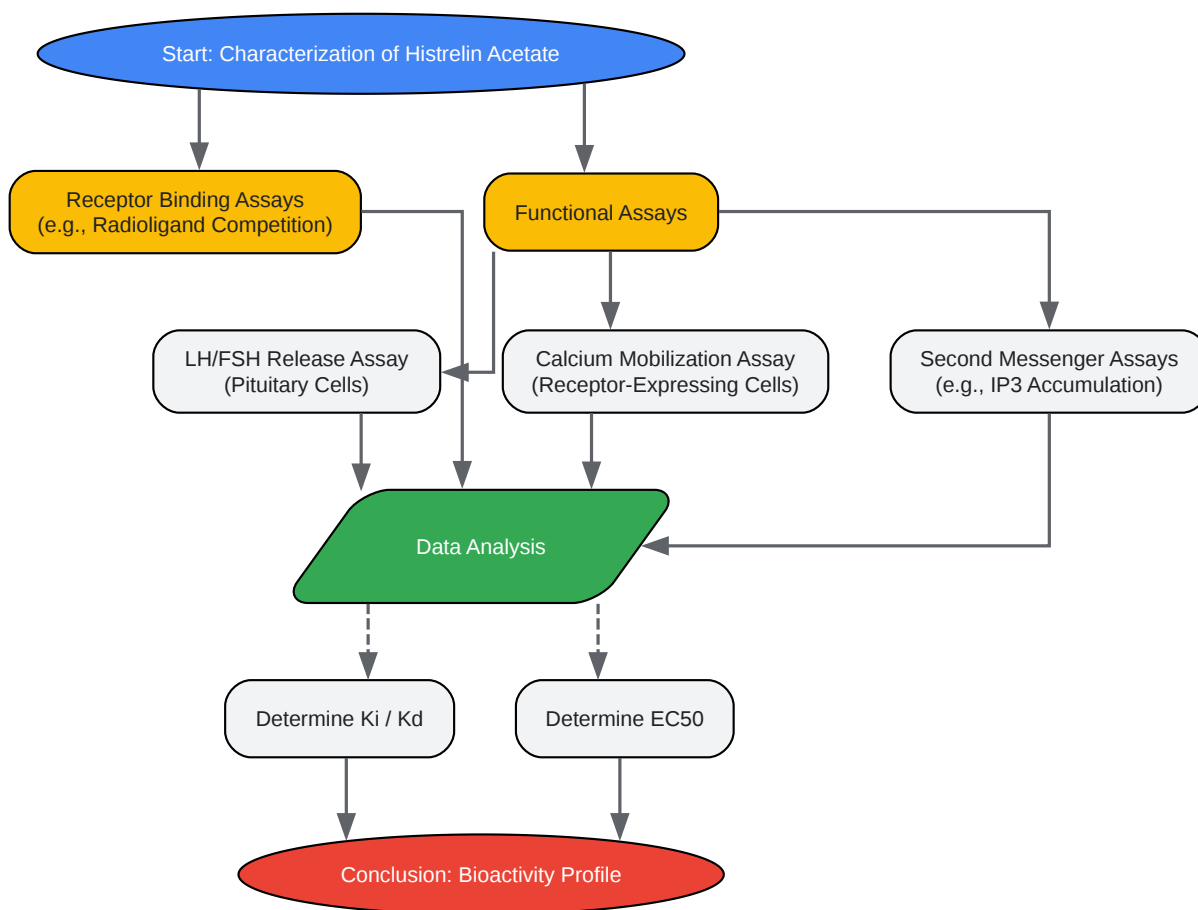 Start: Characterization of Histrelin Acetate
Receptor Binding Assays
(e.g., Radioligand Competition)
Functional Assays
LH/FSH Release Assay
(Pituitary Cells)
Calcium Mobilization Assay
(Receptor-Expressing Cells)
Second Messenger Assays
(e.g., IP3 Accumulation)
Data Analysis
Determine Ki / Kd
Determine EC50
Conclusion: Bioactivity Profile